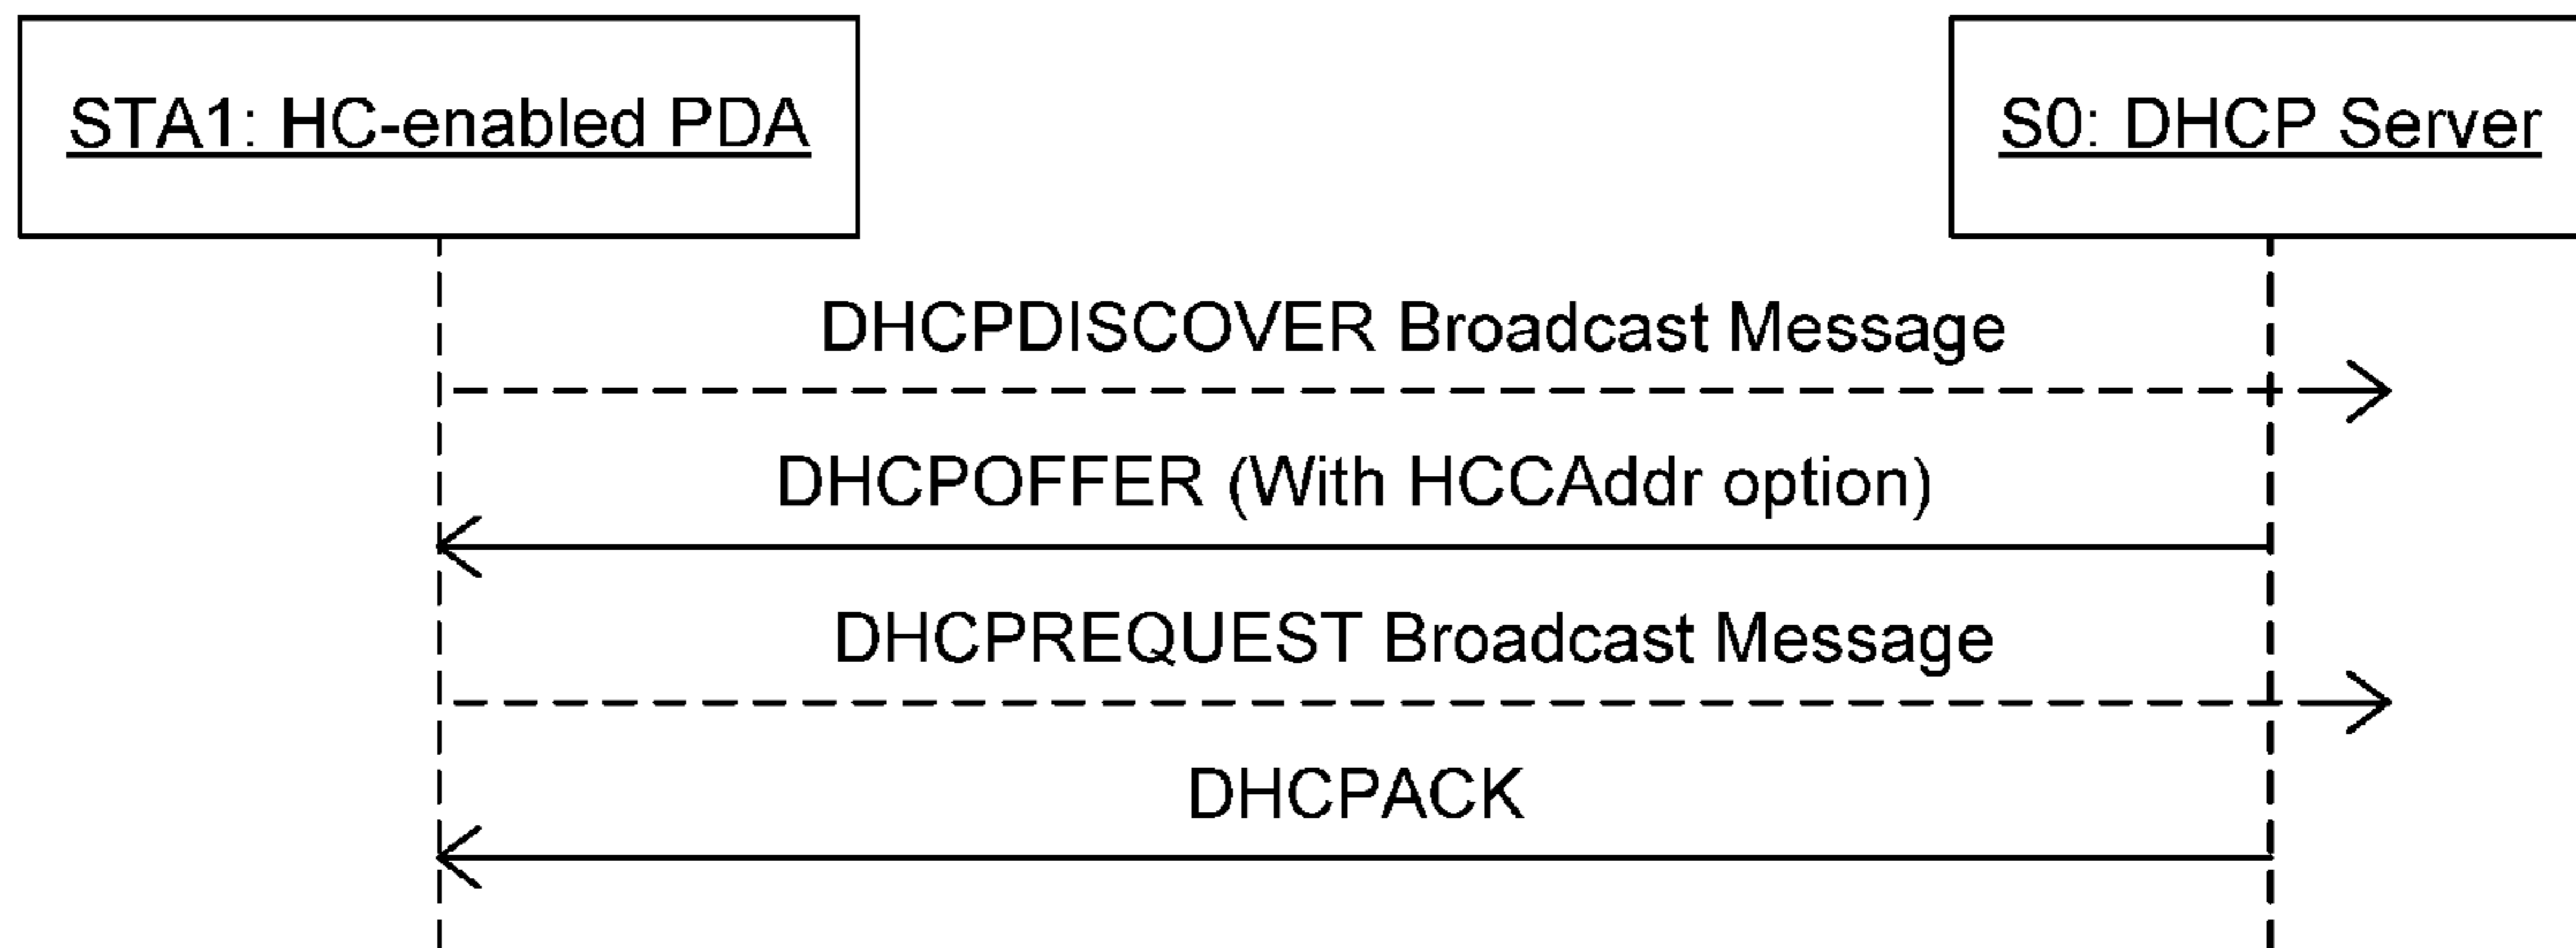 STA1: HC-enabled PDA
S0: DHCP Server
DHCPDISCOVER Broadcast Message
DHCPOFFER (With HCCAddr option)
DHCPREQUEST Broadcast Message
DHCPACK